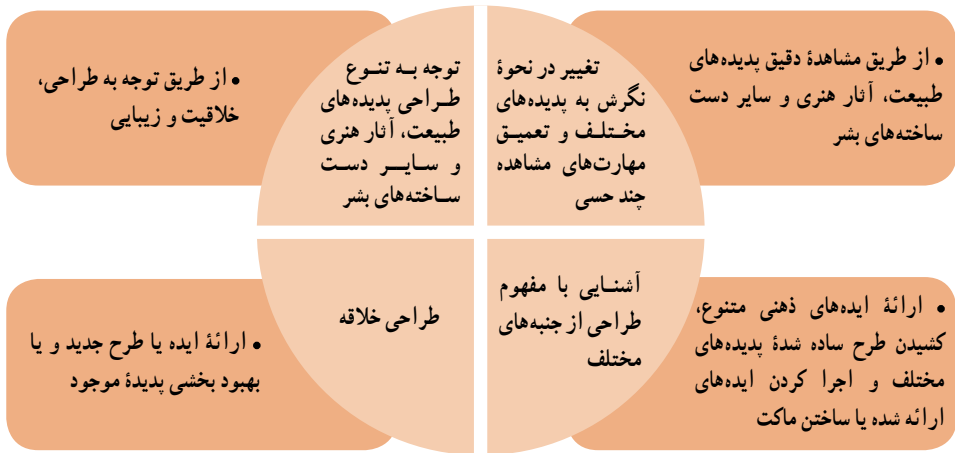 • از طریق مشاهدهٔ دقیق پدیده‌های
طبیعت، آثار هنری و سایر دست
ساخته‌های بشر
تغییر در نحوهٔ
نگرش به پدیده‌های
مختلف و تعمیق
مهارت‌های مشاهده
چند حسی
توجه به تنوع
طراحی پدیده‌های
طبیعت، آثار هنری
و سایر دست
ساخته‌های بشر
• از طریق توجه به طراحی،
خلاقیت و زیبایی
• ارائهٔ ایده‌های ذهنی متنوع،
کشیدن طرح ساده شدهٔ پدیده‌های
مختلف و اجرا کردن ایده‌های
ارائه شده یا ساختن ماکت
آشنایی با مفهوم
طراحی از جنبه‌های
مختلف
طراحی خلاقه
• ارائهٔ ایده یا طرح جدید و یا
بهبود بخشی پدیدهٔ موجود